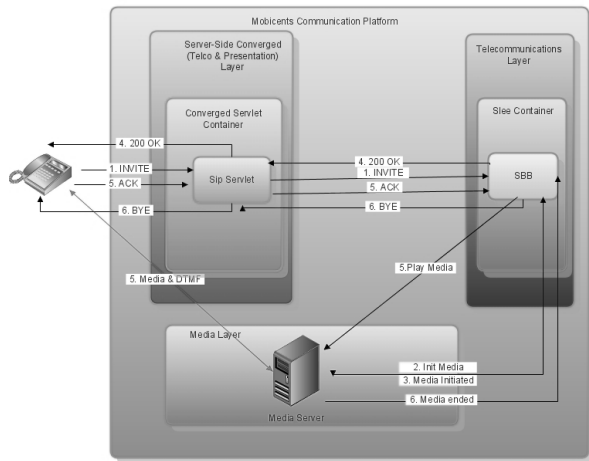 Mobicents Communication Platform
Server-Side Converged
(Telco & Presentation)
Layer
Telecommunications
Layer
Converged Servlet
Container
Slee Container
4. 200 OK
1. INVITE
5. ACK
6. BYE
Sip Servlet
4. 200 OK
1. INVITE
5. ACK
6. BYE
SBB
5. Media & DTMF
5.Play Media
Media Layer
2. Init Media
3. Media Initiated
6. Media ended
Media Server